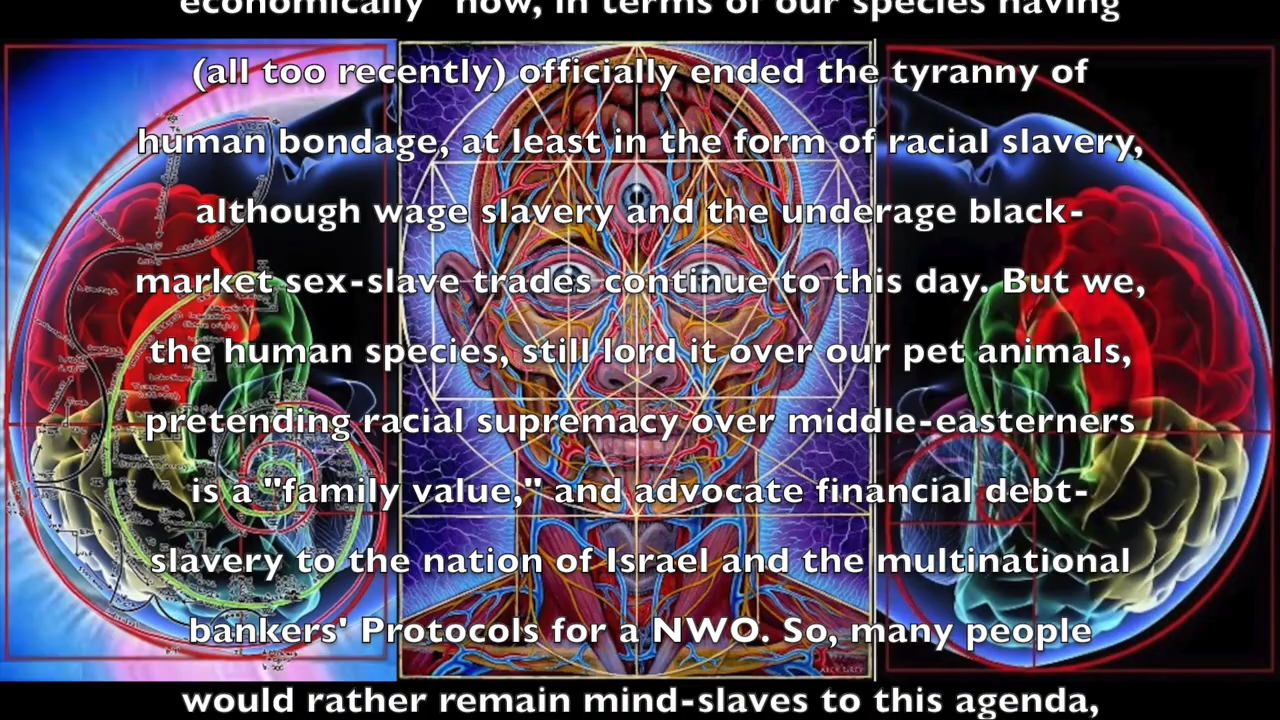 economically" now, in terms of our species having
(all too recently) officially ended the tyranny of
human bondage, at least in the form of racial slavery,
although wage slavery and the underage black-
market sex-slave trades continue to this day. But we,
the human species, still lord it over our pet animals,
pretending racial supremacy over middle-easterners
is a "family value," and advocate financial debt-
slavery to the nation of Israel and the multinational
bankers' Protocols for a NWO. So, many people
would rather remain mind-slaves to this agenda,